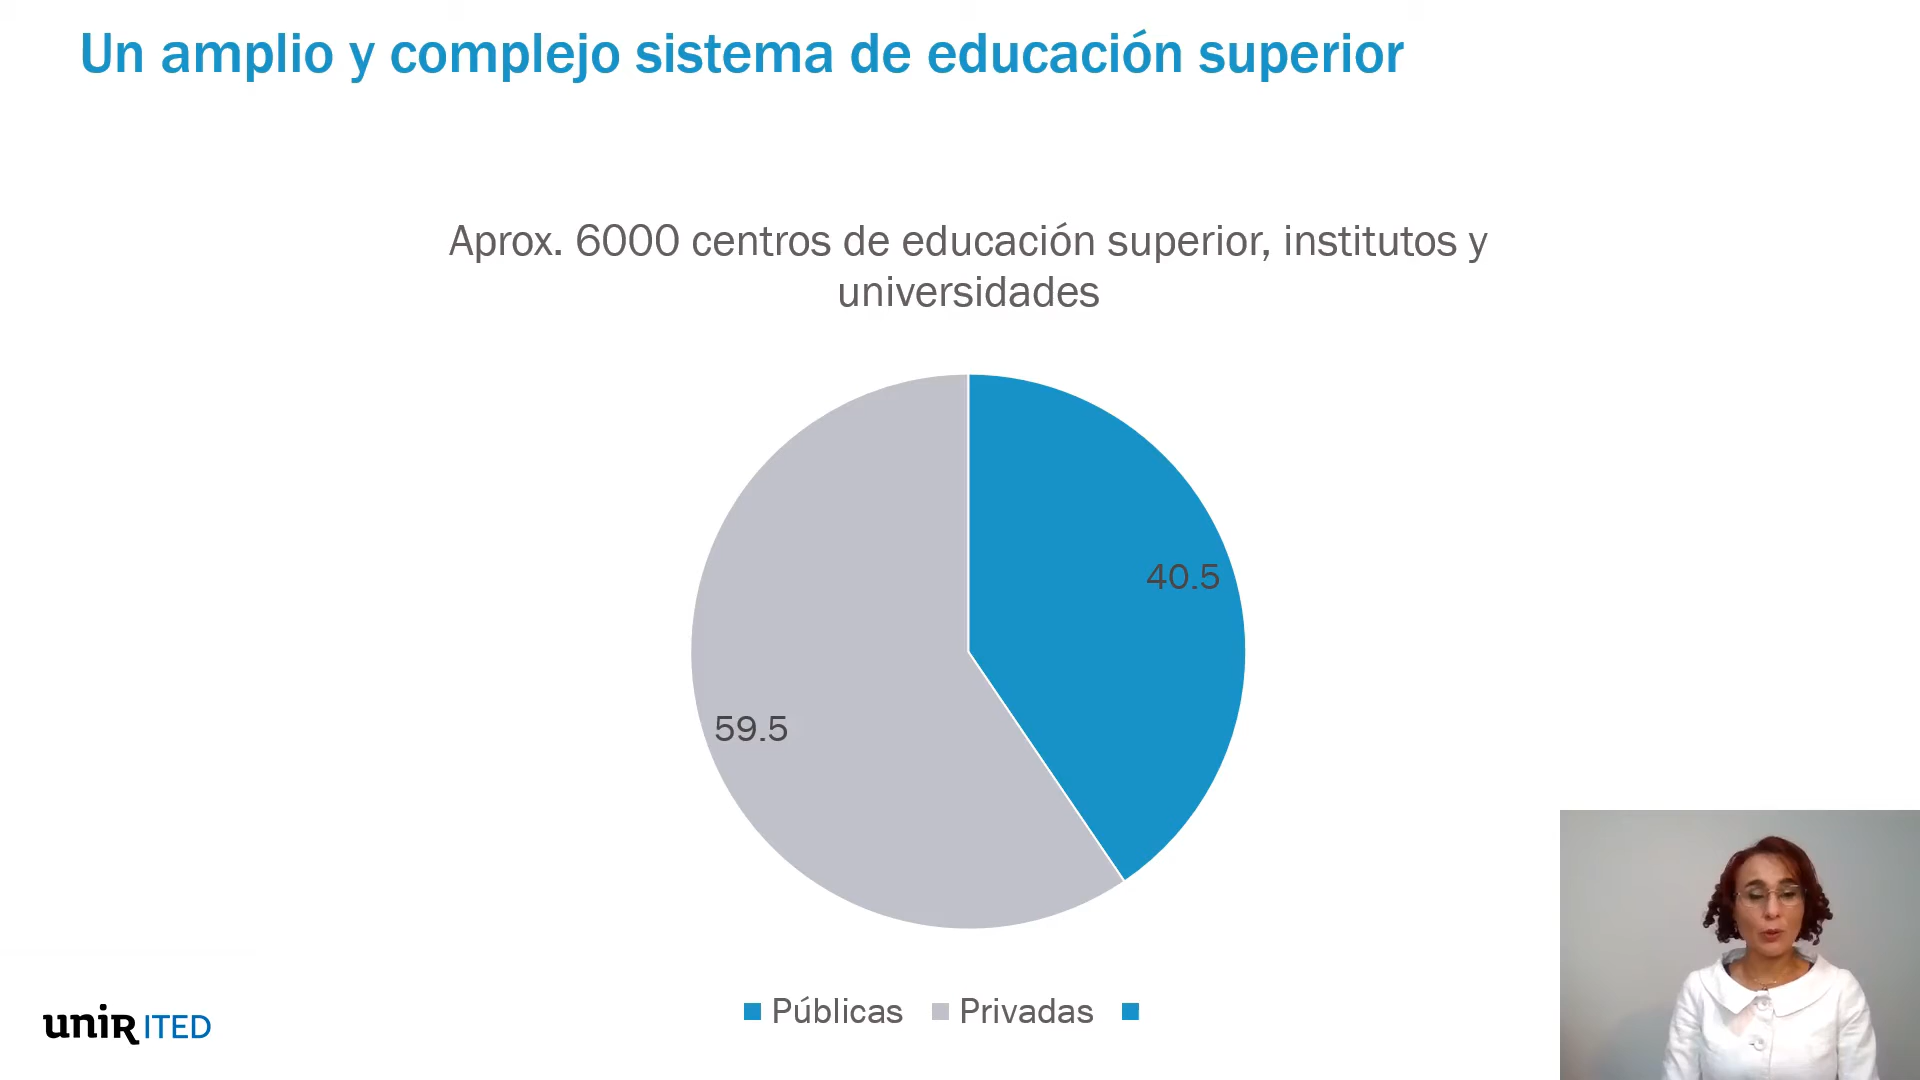 Un amplio y complejo sistema de educación superior
Aprox. 6000 centros de educación superior, institutos y
universidades
40.5
59.5
Públicas Privadas
unir ITED